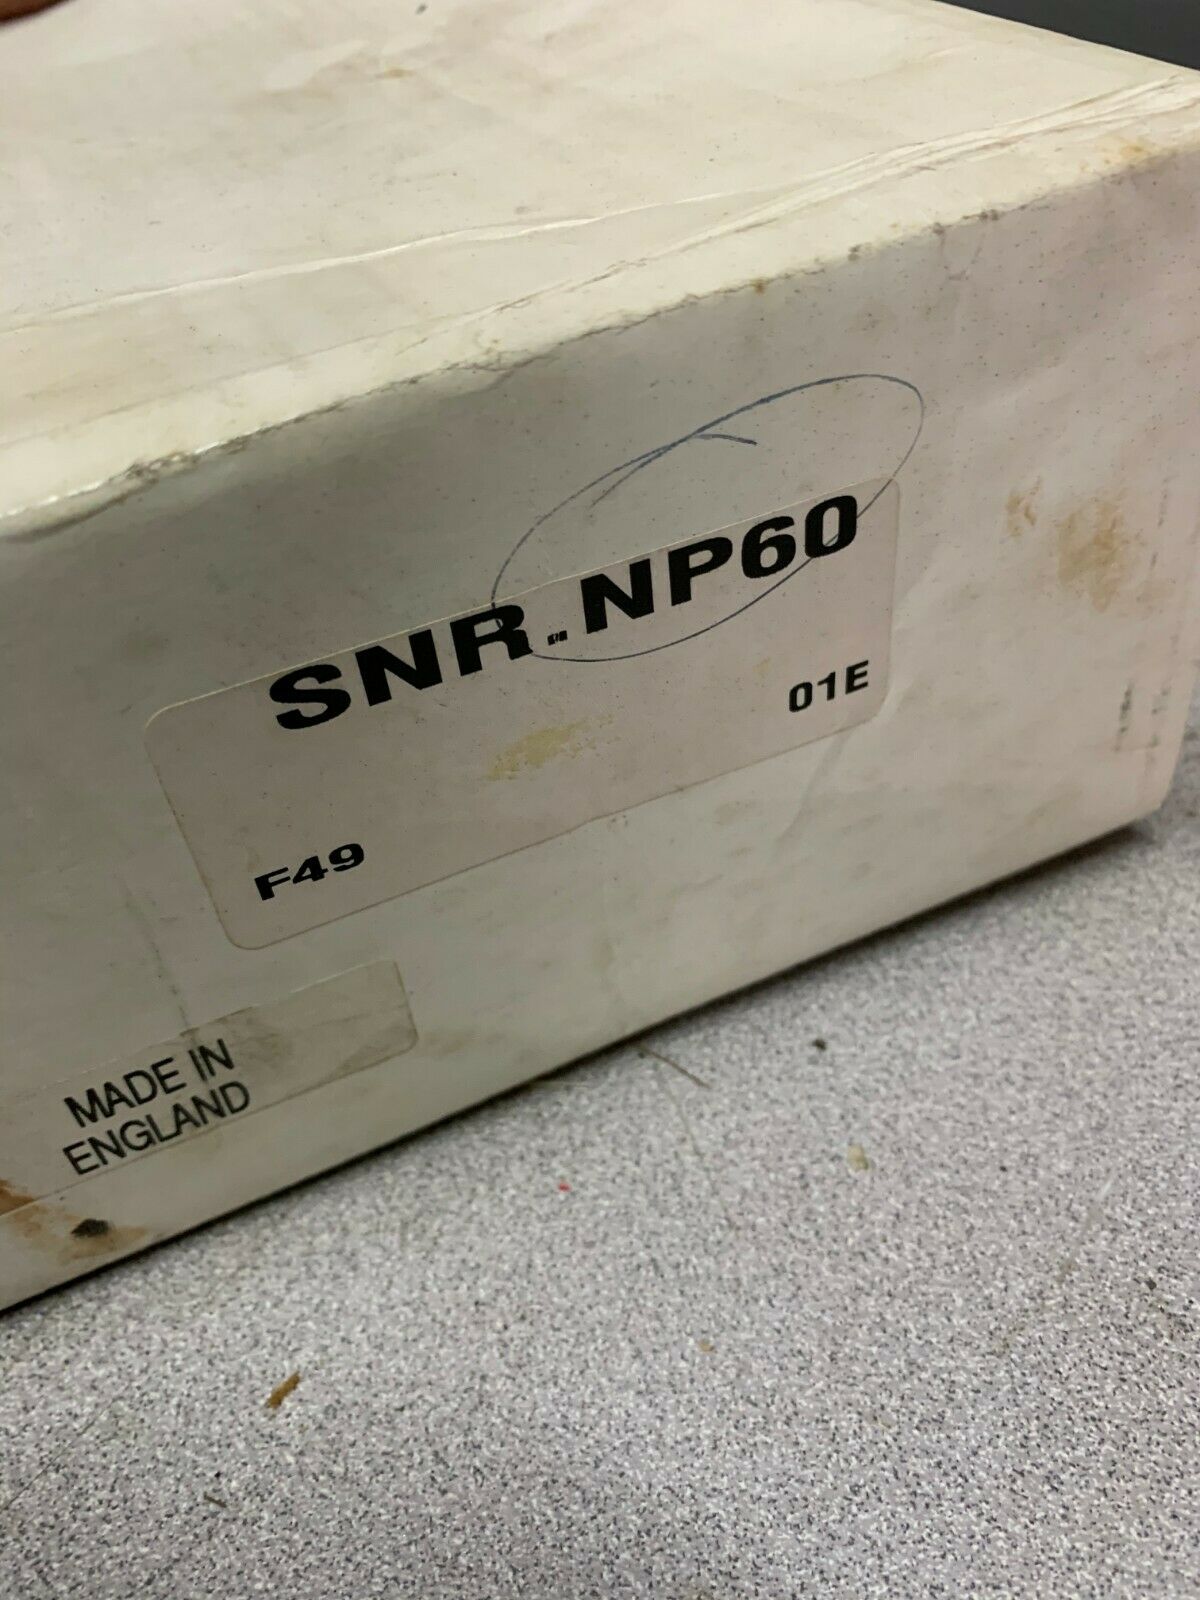 SNR.NP60
01E
F49
MADE IN
ENGLAND